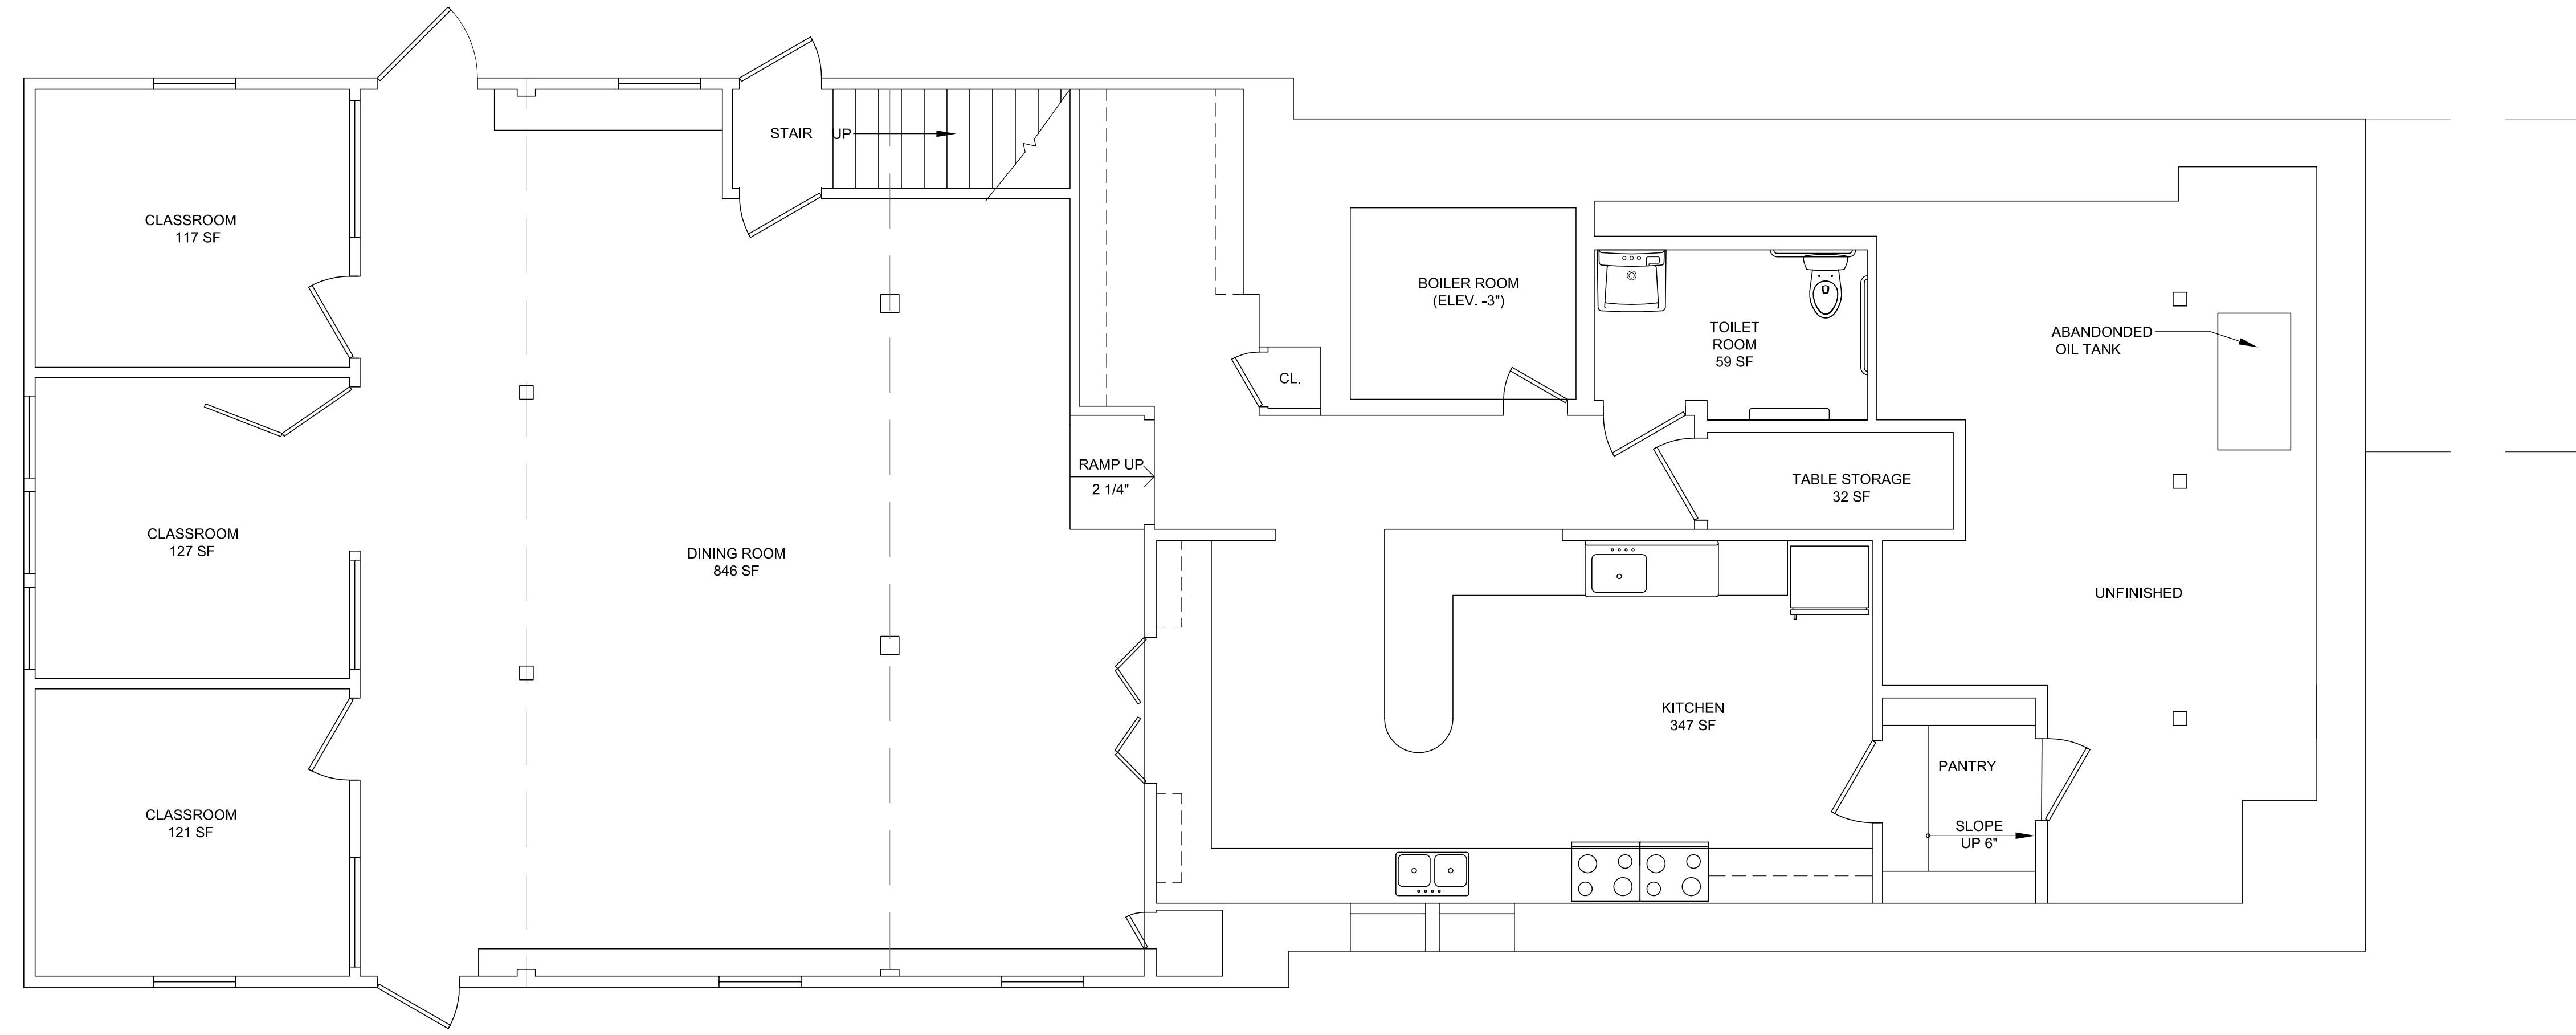 STAIR UP
CLASSROOM
117 SF
BOILER ROOM
(ELEV. -3")
TOILET
ROOM
59 SF
ABANDONDED
OIL TANK
CL.
RAMP UP
2 1/4"
TABLE STORAGE
32 SF
CLASSROOM
127 SF
DINING ROOM
846 SF
UNFINISHED
KITCHEN
347 SF
PANTRY
SLOPE
UP 6"
CLASSROOM
121 SF